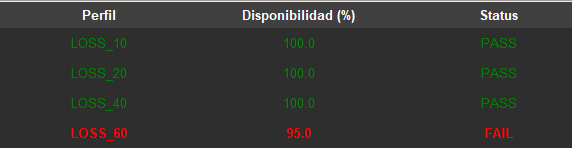 Perfil Disponibilidad (%) Status
LOSS_10 100.0 PASS
LOSS_20 100.0 PASS
LOSS_40 100.0 PASS
LOSS_60 95.0 FAIL